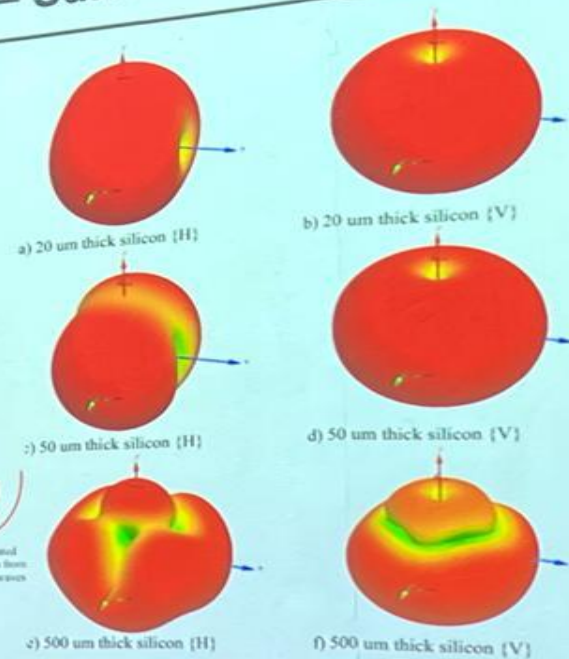 a) 20 um thick silicon {H}
b) 20 um thick silicon {V}
c) 50 um thick silicon {H}
d) 50 um thick silicon {V}
e) 500 um thick silicon {H}
f) 500 um thick silicon {V}